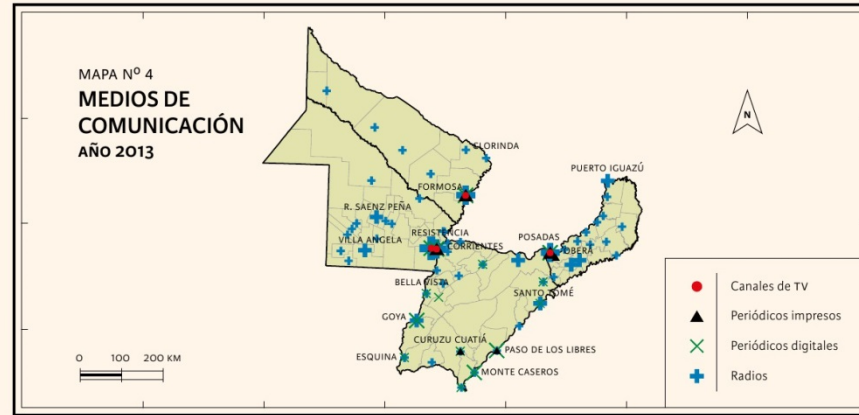 MAPA Nº 4
MEDIOS DE
COMUNICACIÓN
AÑO 2013
N
CLORINDA
PUERTO IGUAZÚ
FORMOSA
R. SAENZ PEÑA
RESISTENCIA
VILLA ANGELA
CORRIENTES
POSADAS
OBERÁ
BELLA VISTA
SANTO TOMÉ
GOYA
CURUZU CUATIÁ
PASO DE LOS LIBRES
ESQUINA
MONTE CASEROS
0 100 200 KM
Canales de TV
Periódicos impresos
Periódicos digitales
Radios